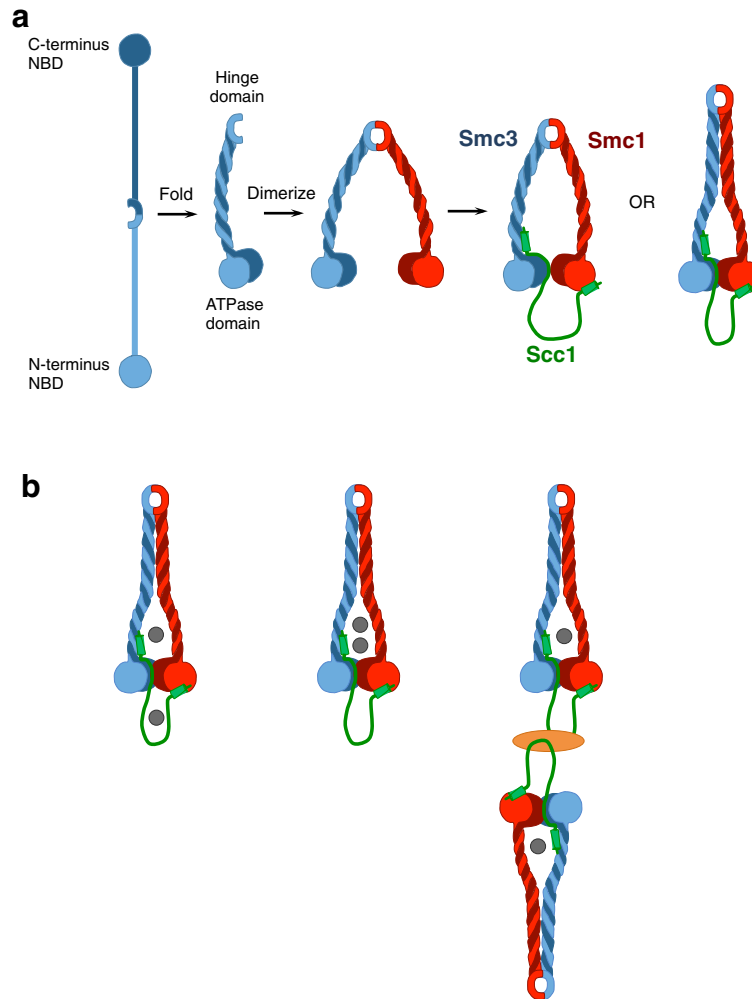 a
C-terminus
NBD
Hinge
domain
Smc3
Smc1
Fold
Dimerize
OR
ATPase
domain
Scc1
N-terminus
NBD
b